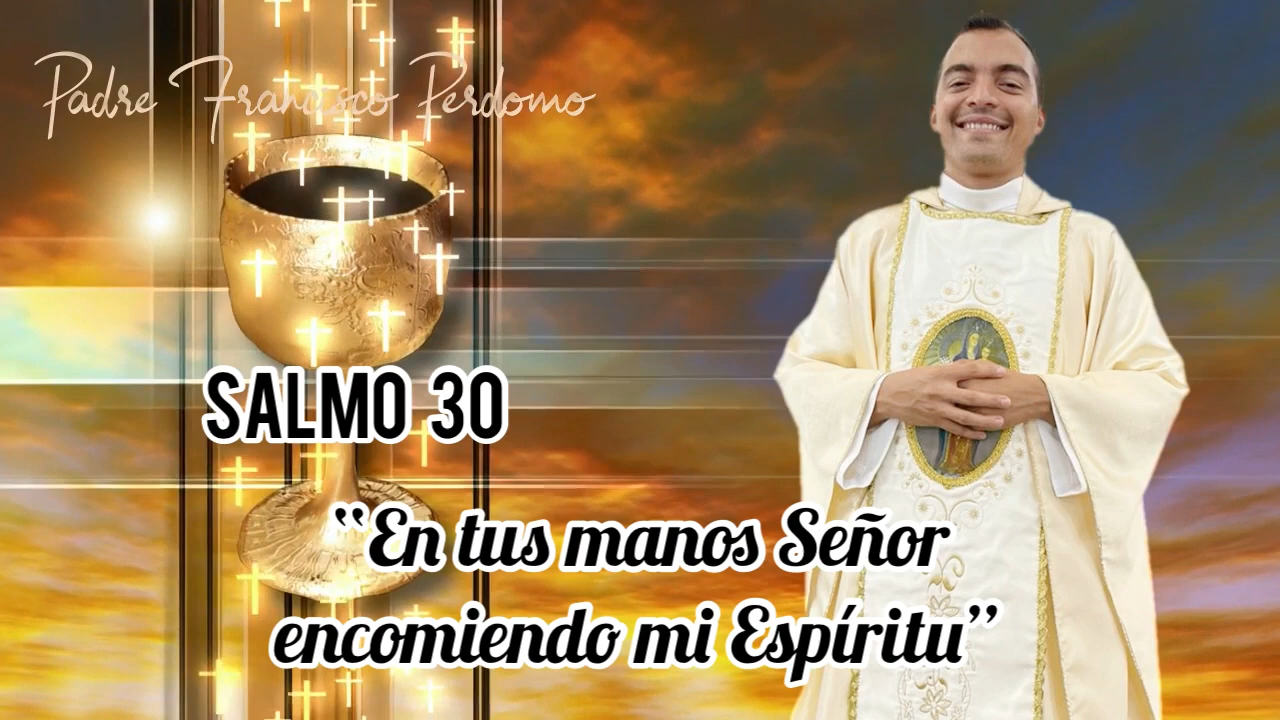 Padre Francisco Perdomo
SALMO 30
“En tus manos Señor
encomiendo mi Espíritu”